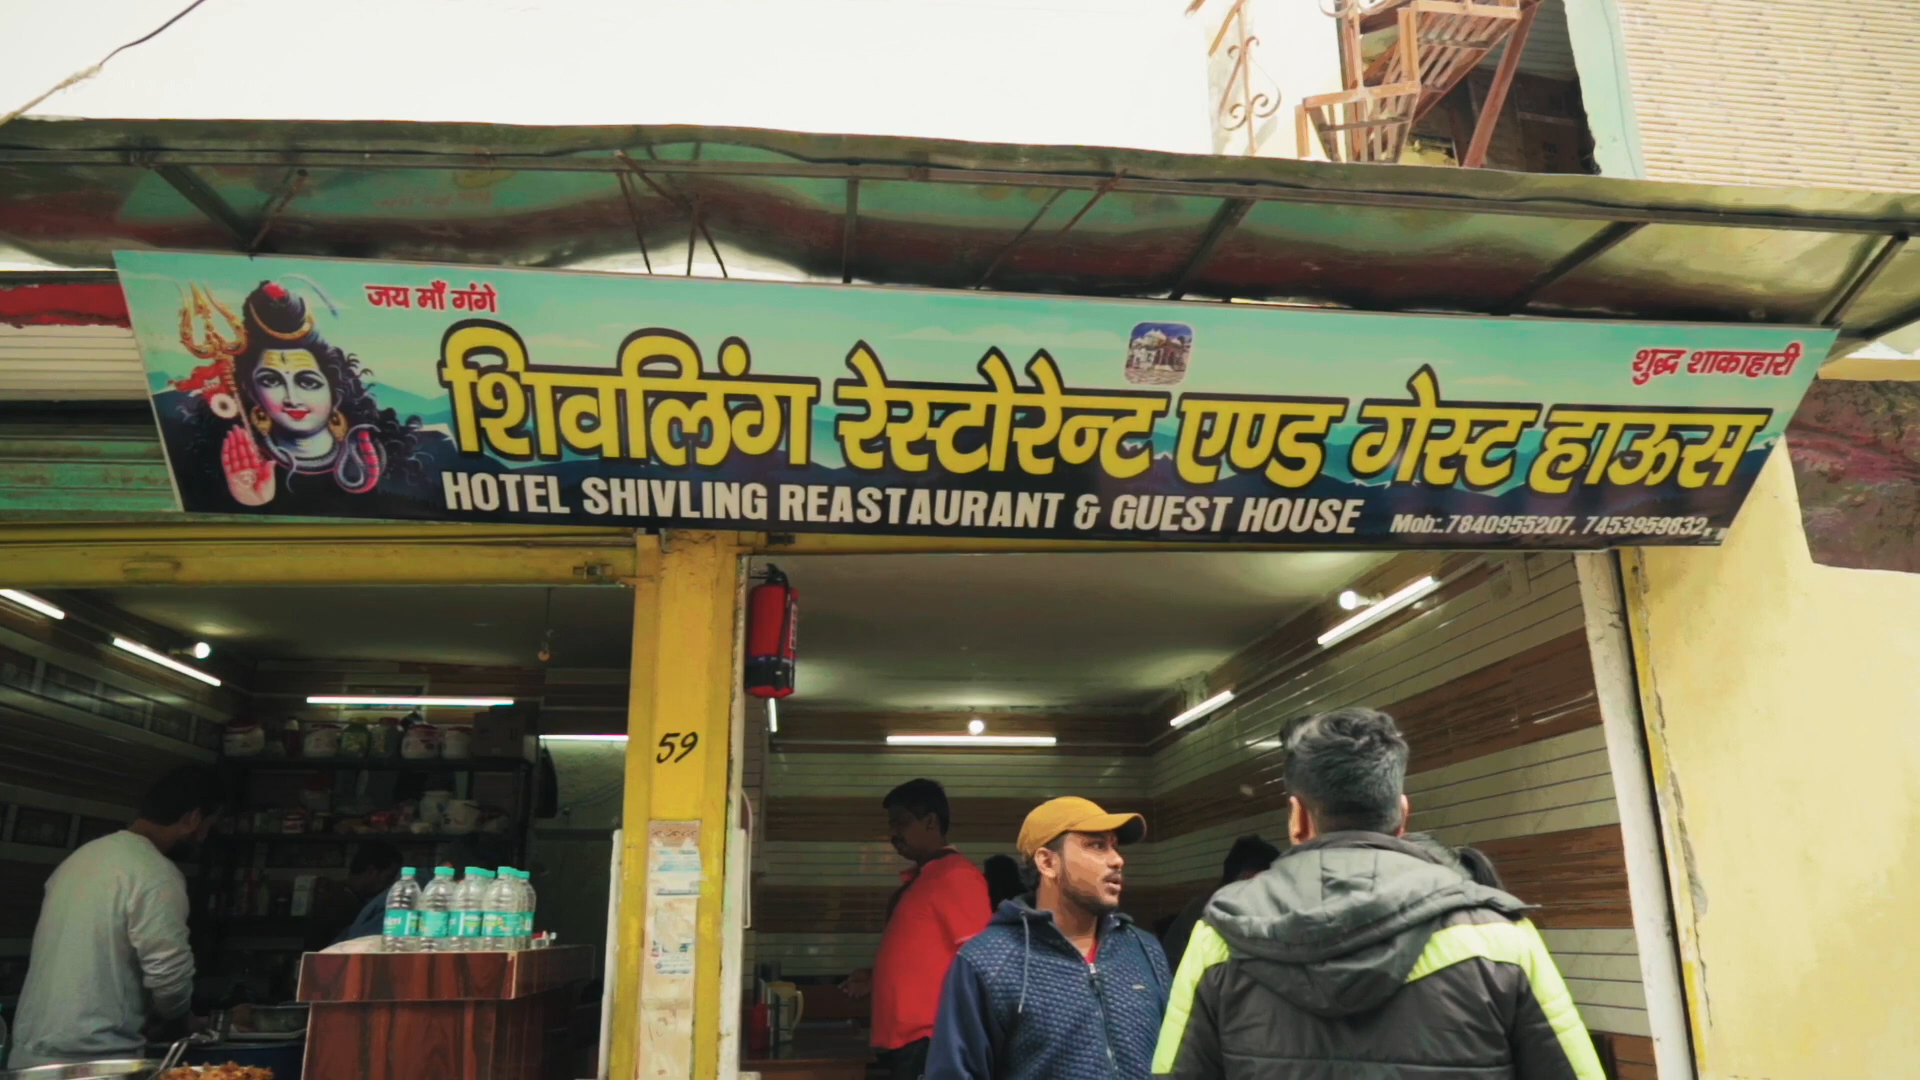 जय माँ गंगे
शुद्ध शाकाहारी
शिवलिंग रेस्टोरेन्ट एण्ड गेस्ट हाऊस
HOTEL SHIVLING REASTAURANT & GUEST HOUSE
Mob:.7840955207, 7453959832,
59